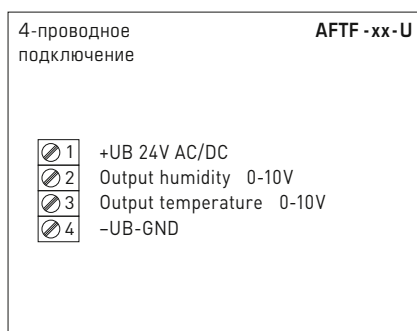 4-проводное AFTF-xx-U
подключение
1 +UB 24V AC/DC
2 Output humidity 0-10V
3 Output temperature 0-10V
4 –UB-GND